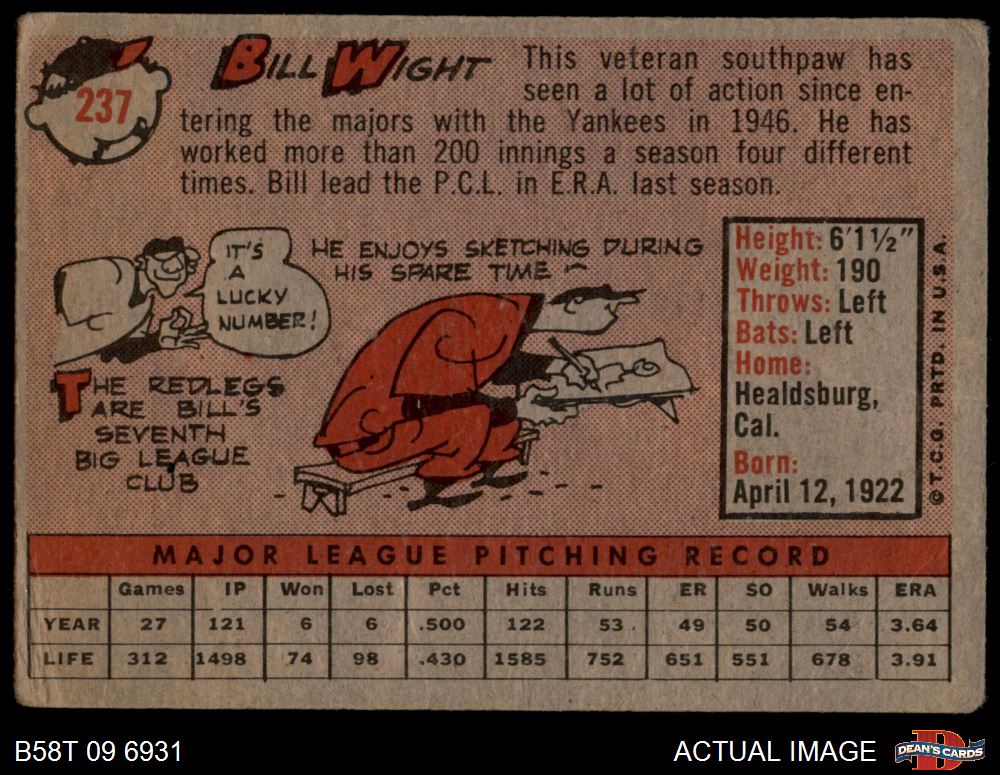 237
BILL WIGHT
This veteran southpaw has
seen a lot of action since en-
tering the majors with the Yankees in 1946. He has
worked more than 200 innings a season four different
times. Bill lead the P.C.L. in E.R.A. last season.
IT'S
A
LUCKY
NUMBER!
THE REDLEGS
ARE BILL'S
SEVENTH
BIG LEAGUE
CLUB
HE ENJOYS SKETCHING DURING
HIS SPARE TIME
Height: 6'1½"
Weight: 190
Throws: Left
Bats: Left
Home:
Healdsburg,
Cal.
Born:
April 12, 1922
© T.C.G. PRTD. IN U.S.A.
MAJOR LEAGUE PITCHING RECORD
Games IP Won Lost Pct Hits Runs ER SO Walks ERA
YEAR 27 121 6 6 .500 122 53 49 50 54 3.64
LIFE 312 1498 74 98 .430 1585 752 651 551 678 3.91
B58T 09 6931
ACTUAL IMAGE
D
DEAN'S CARDS